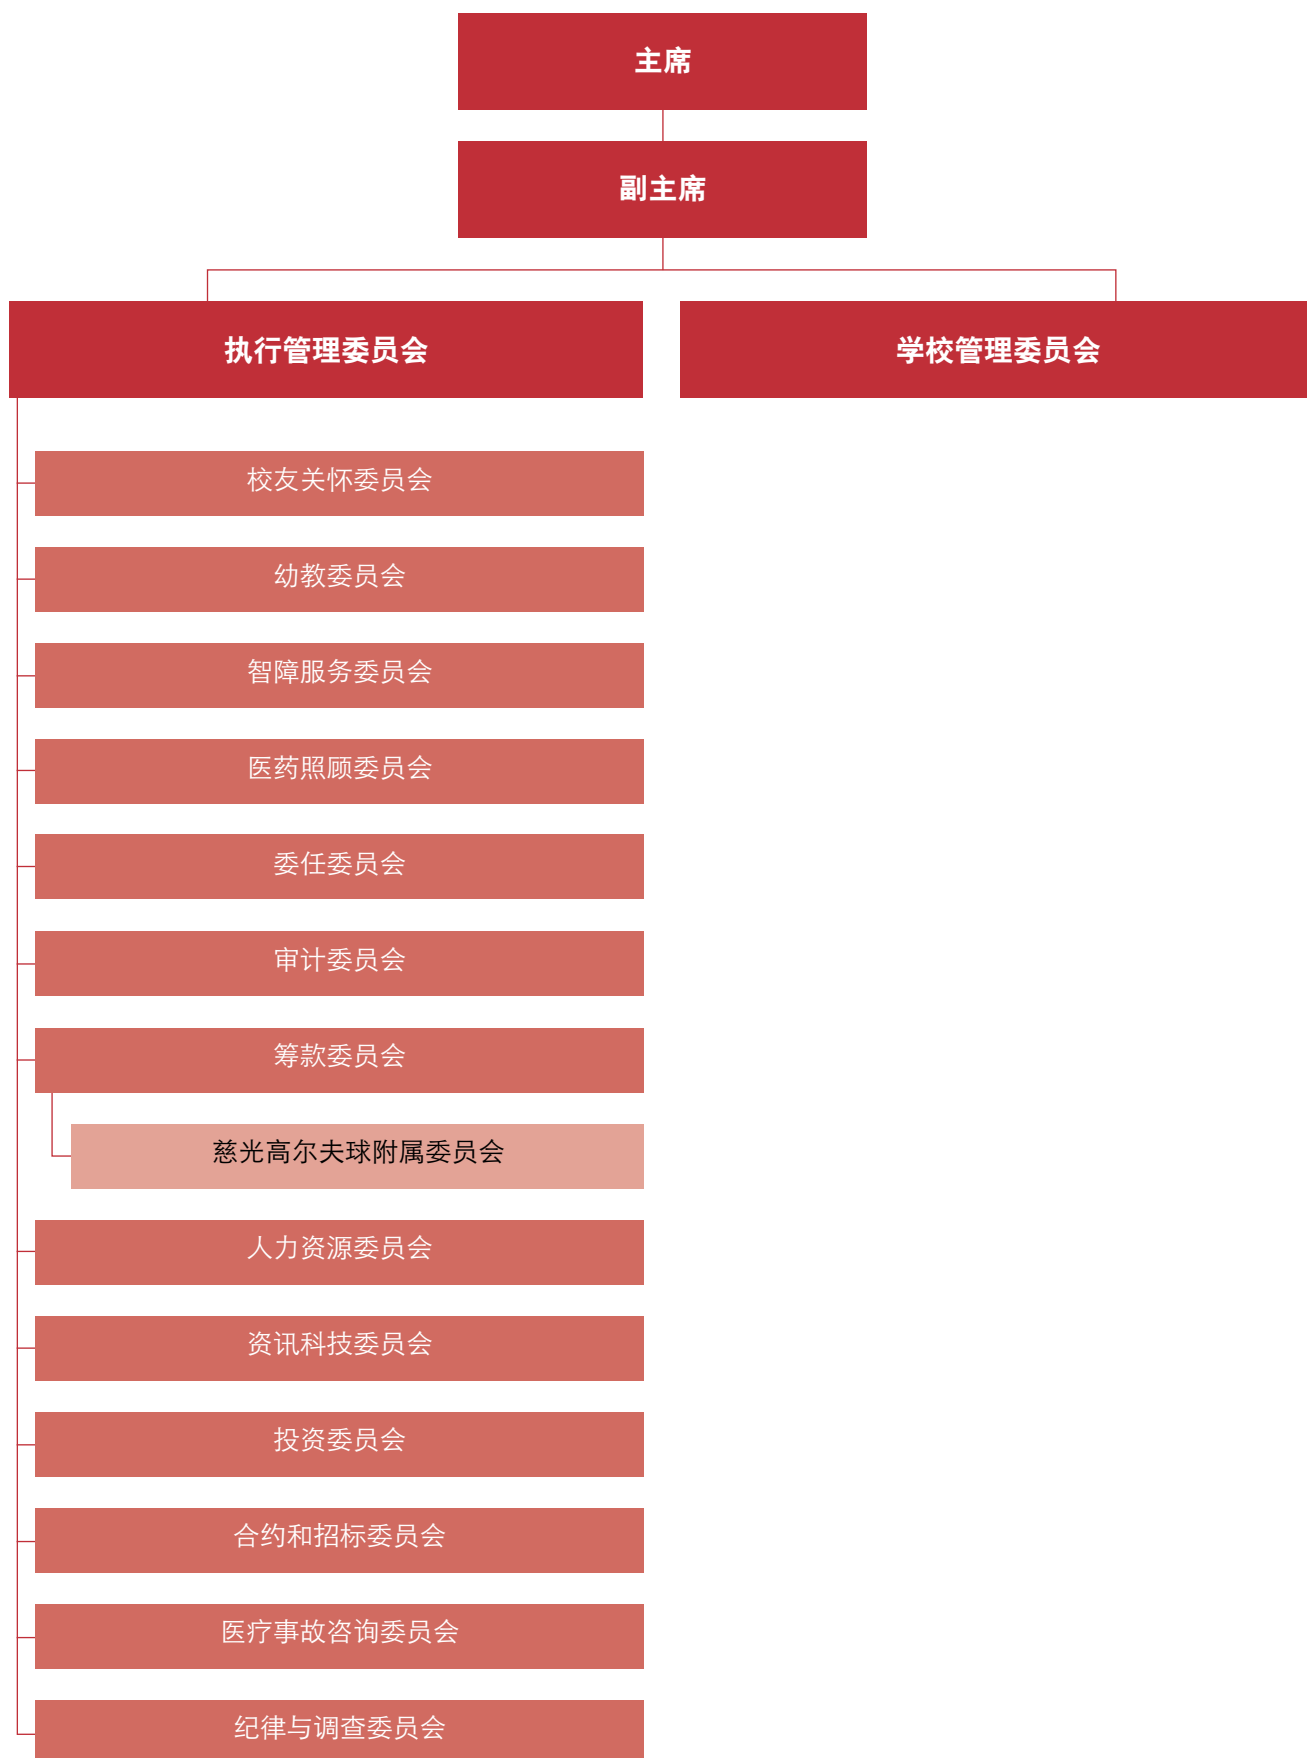 主席
副主席
执行管理委员会
学校管理委员会
校友关怀委员会
幼教委员会
智障服务委员会
医药照顾委员会
委任委员会
审计委员会
筹款委员会
慈光高尔夫球附属委员会
人力资源委员会
资讯科技委员会
投资委员会
合约和招标委员会
医疗事故咨询委员会
纪律与调查委员会